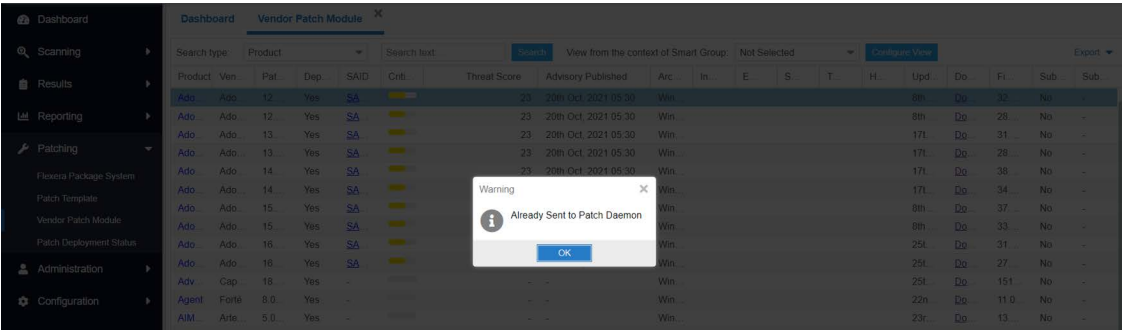 Dashboard
Scanning
Results
Reporting
Patching
Flexera Package System
Patch Template
Vendor Patch Module
Patch Deployment Status
Administration
Configuration
Dashboard Vendor Patch Module ×
Search type: Product Search text: Search View from the context of Smart Group: Not Selected Configure View Export
Product Ven... Pat... Dep... SAID Criti... Threat Score Advisory Published Arc... In... E... S... T... H... Upd... Do... Fi... Sub... Sub...
Ado... Ado... 12.... Yes SA... 23 20th Oct, 2021 05:30 Win... 8th... Do... 32.... No -
Ado... Ado... 12.... Yes SA... 23 20th Oct, 2021 05:30 Win... 8th... Do... 28.... No -
Ado... Ado... 13.... Yes SA... 23 20th Oct, 2021 05:30 Win... 17t... Do... 31.... No -
Ado... Ado... 13.... Yes SA... 23 20th Oct, 2021 05:30 Win... 17t... Do... 28.... No -
Ado... Ado... 14.... Yes SA... 23 20th Oct, 2021 05:30 Win... 17t... Do... 38.... No -
Ado... Ado... 14.... Yes SA... Win... 17t... Do... 34.... No -
Ado... Ado... 15.... Yes SA... Win... 8th... Do... 37.... No -
Ado... Ado... 15.... Yes SA... Win... 8th... Do... 33.... No -
Ado... Ado... 16.... Yes SA... Win... 25t... Do... 31.... No -
Ado... Ado... 16.... Yes SA... Win... 25t... Do... 27.... No -
Adv... Cap... 18.... Yes - - - Win... 25t... Do... 151... No -
Agent Forté 8.0.... Yes - - - Win... 22n... Do... 11.0... No -
AIM... Arte... 5.0.... Yes - - - Win... 23r... Do... 13.... No -
Warning ×
Already Sent to Patch Daemon
OK